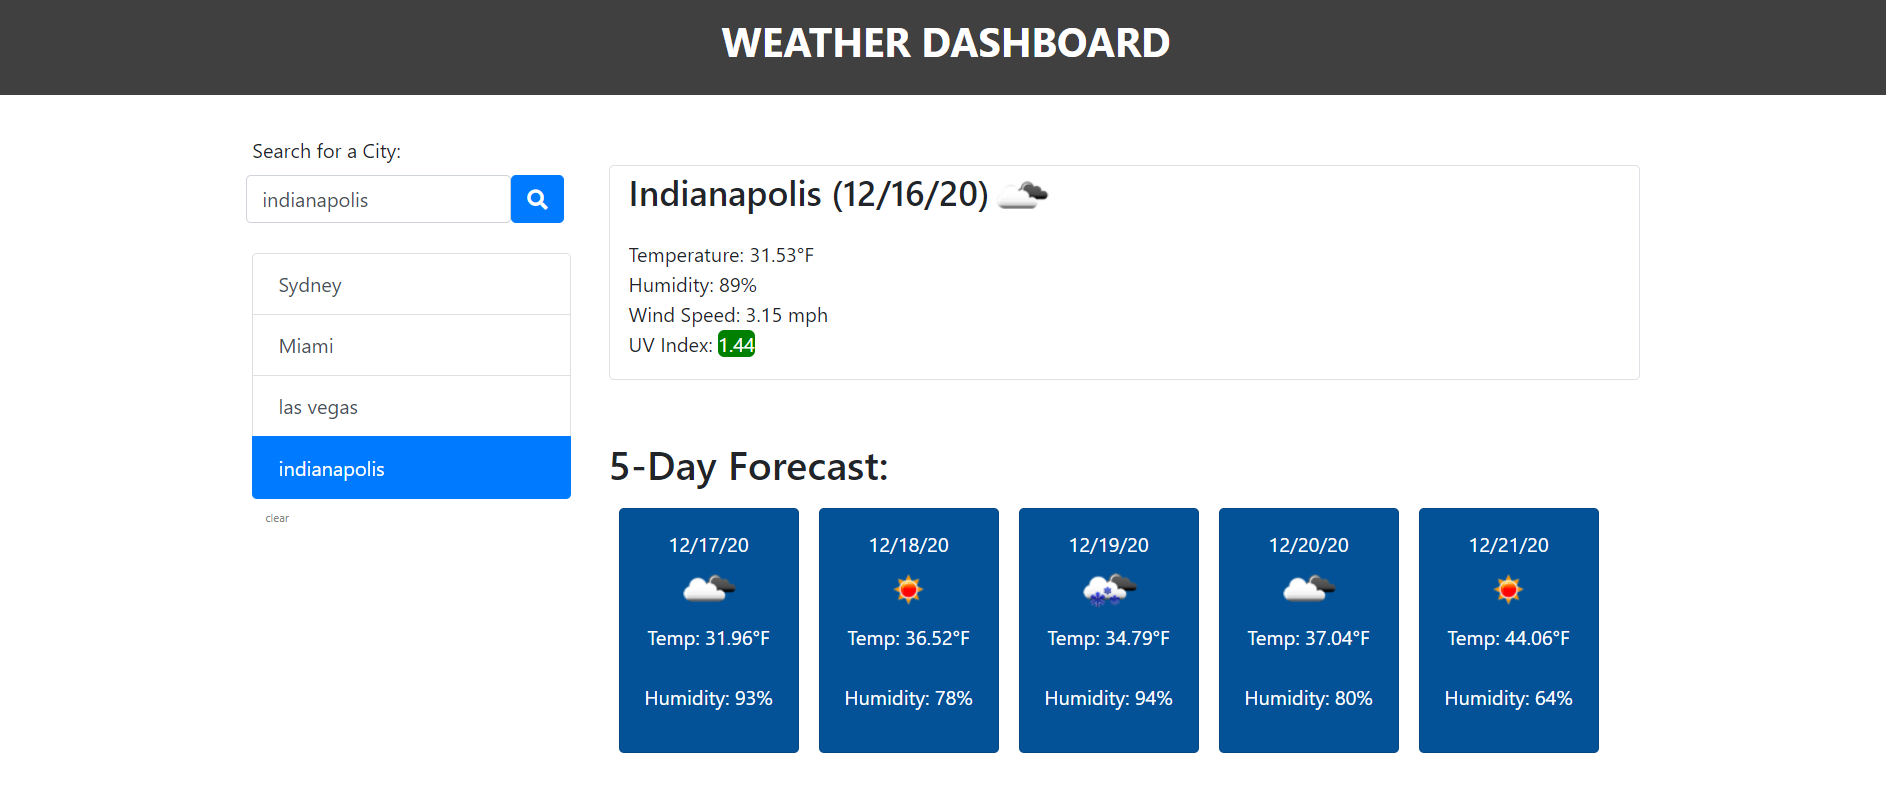 WEATHER DASHBOARD
Search for a City:
indianapolis
Sydney
Miami
las vegas
indianapolis
clear
Indianapolis (12/16/20)
Temperature: 31.53°F
Humidity: 89%
Wind Speed: 3.15 mph
UV Index: 1.44
5-Day Forecast:
12/17/20
Temp: 31.96°F
Humidity: 93%
12/18/20
Temp: 36.52°F
Humidity: 78%
12/19/20
Temp: 34.79°F
Humidity: 94%
12/20/20
Temp: 37.04°F
Humidity: 80%
12/21/20
Temp: 44.06°F
Humidity: 64%